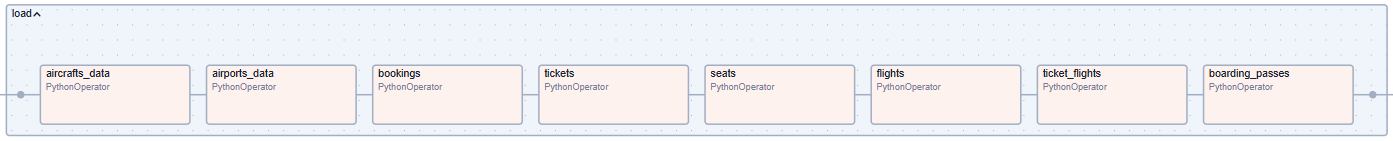 load
aircrafts_data
PythonOperator
airports_data
PythonOperator
bookings
PythonOperator
tickets
PythonOperator
seats
PythonOperator
flights
PythonOperator
ticket_flights
PythonOperator
boarding_passes
PythonOperator